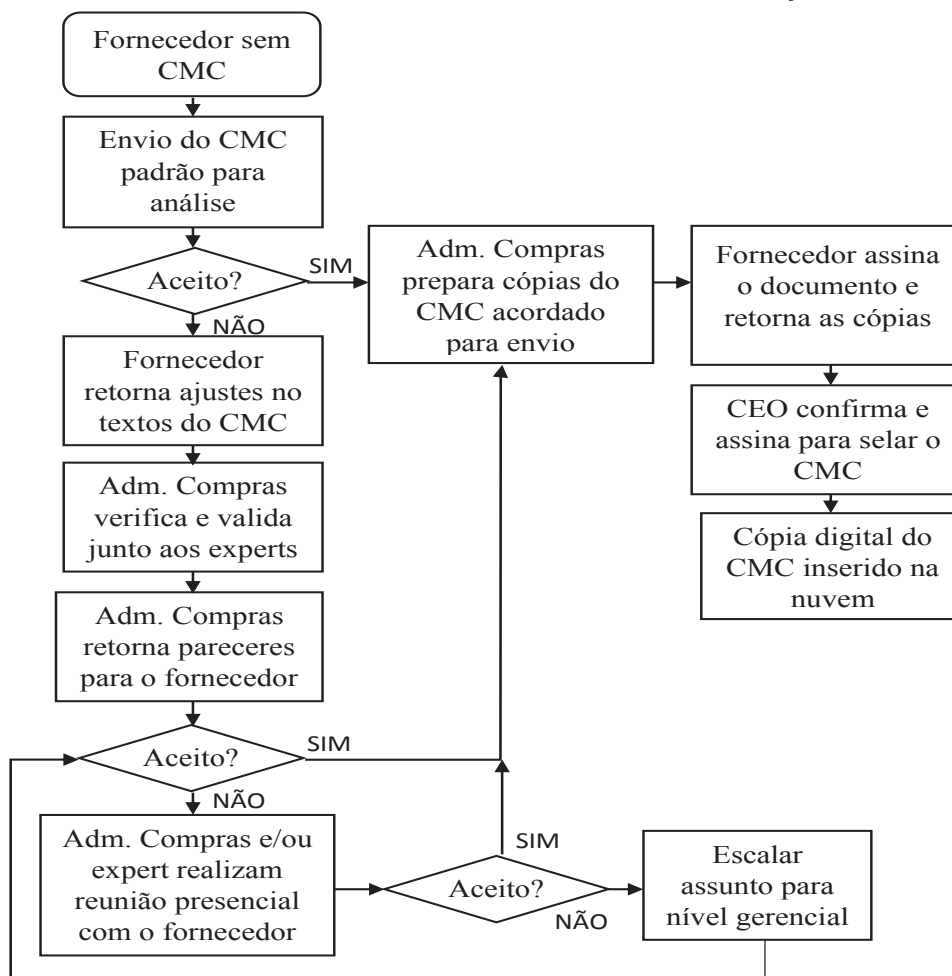 Fornecedor sem
CMC
Envio do CMC
padrão para
análise
Aceito?
SIM
NÃO
Adm. Compras
prepara cópias do
CMC acordado
para envio
Fornecedor assina
o documento e
retorna as cópias
Fornecedor
retorna ajustes no
textos do CMC
CEO confirma e
assina para selar o
CMC
Adm. Compras
verifica e valida
junto aos experts
Cópia digital do
CMC inserido na
nuvem
Adm. Compras
retorna pareceres
para o fornecedor
Aceito?
SIM
NÃO
Adm. Compras e/ou
expert realizam
reunião presencial
com o fornecedor
Aceito?
SIM
NÃO
Escalar
assunto para
nível gerencial